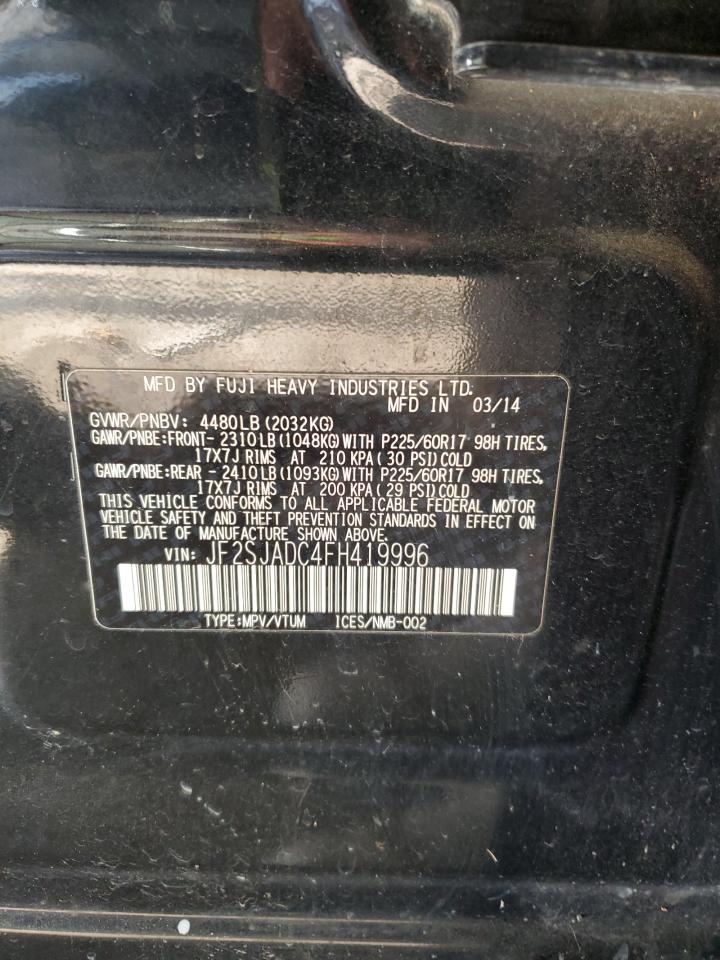 MFD BY FUJI HEAVY INDUSTRIES LTD.
MFD IN 03/14
GVWR/PNBV: 4480LB(2032KG)
GAWR/PNBE:FRONT- 2310LB(1048KG)WITH P225/60R17 98H TIRES,
17X7J RIMS AT 210 KPA( 30 PSI)COLD
GAWR/PNBE:REAR - 2410LB(1093KG)WITH P225/60R17 98H TIRES,
17X7J RIMS AT 200 KPA( 29 PSI)COLD
THIS VEHICLE CONFORMS TO ALL APPLICABLE FEDERAL MOTOR
VEHICLE SAFETY AND THEFT PREVENTION STANDARDS IN EFFECT ON
THE DATE OF MANUFACTURE SHOWN ABOVE.
VIN: JF2SJADC4FH419996
TYPE:MPV/VTUM ICES/NMB-002